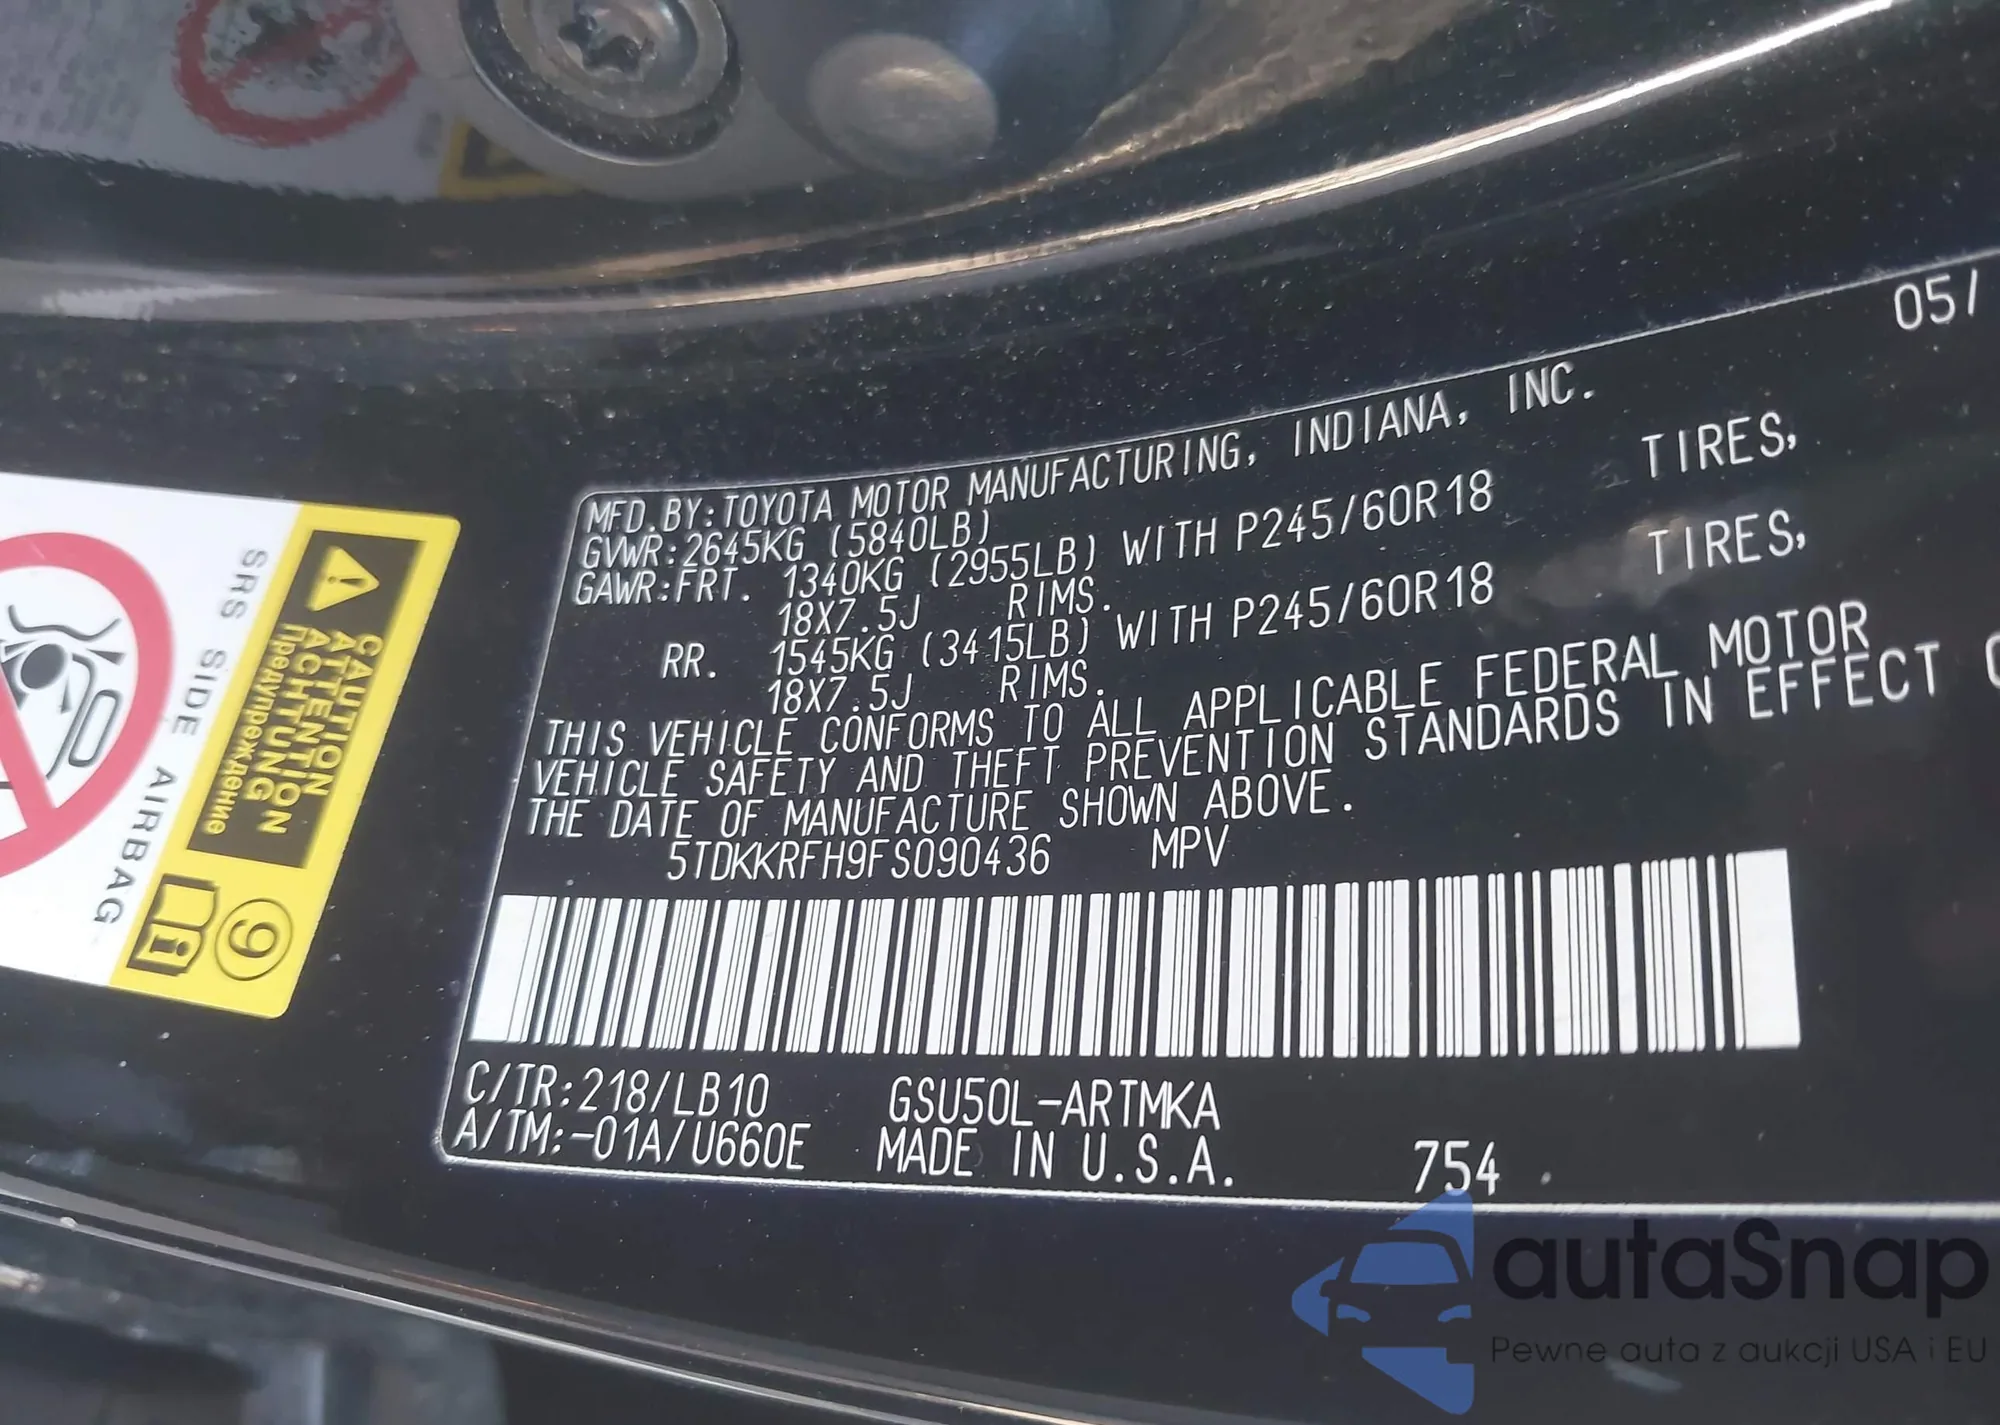 05/
MFD.BY:TOYOTA MOTOR MANUFACTURING, INDIANA, INC.
GVWR:2645KG (5840LB)
GAWR:FRT. 1340KG (2955LB) WITH P245/60R18 TIRES,
18X7.5J RIMS.
RR. 1545KG (3415LB) WITH P245/60R18 TIRES,
18X7.5J RIMS.
THIS VEHICLE CONFORMS TO ALL APPLICABLE FEDERAL MOTOR
VEHICLE SAFETY AND THEFT PREVENTION STANDARDS IN EFFECT
THE DATE OF MANUFACTURE SHOWN ABOVE.
5TDKKRFH9FS090436 MPV
C/TR:218/LB10 GSU50L-ARTMKA
A/TM:-01A/U660E MADE IN U.S.A. 754
CAUTION
ATTENTION
ACHTUNG
Предупреждение
SRS SIDE AIRBAG
9
autaSnap
Pewne auta z aukcji USA i EU